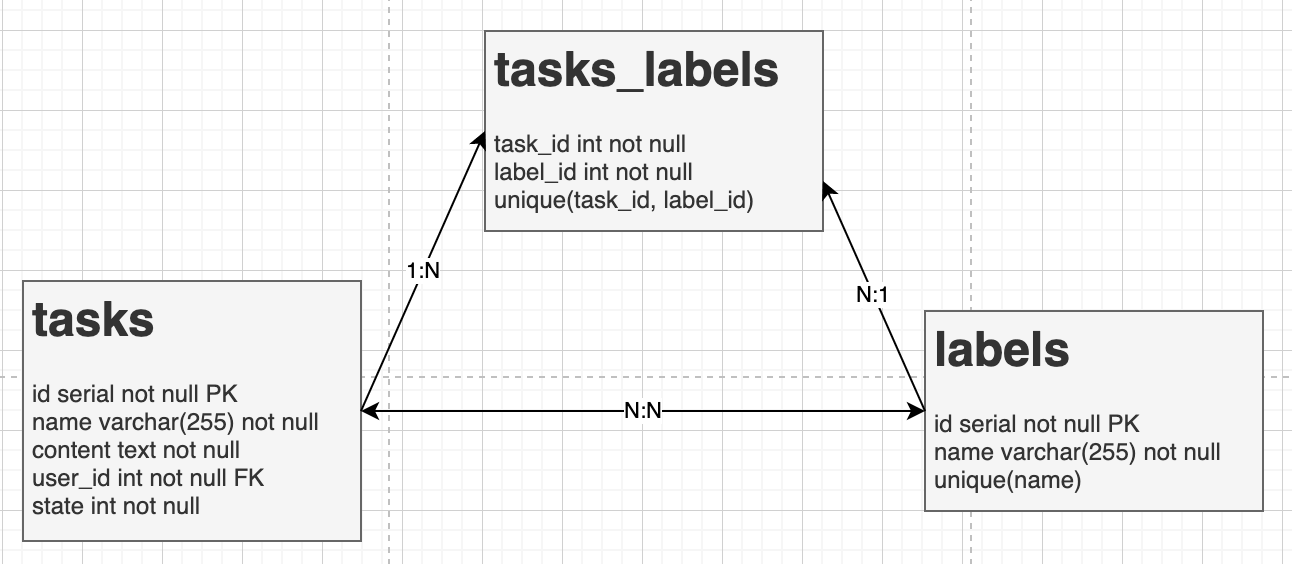 tasks_labels
task_id int not null
label_id int not null
unique(task_id, label_id)
1:N
N:1
tasks
id serial not null PK
name varchar(255) not null
content text not null
user_id int not null FK
state int not null
N:N
labels
id serial not null PK
name varchar(255) not null
unique(name)